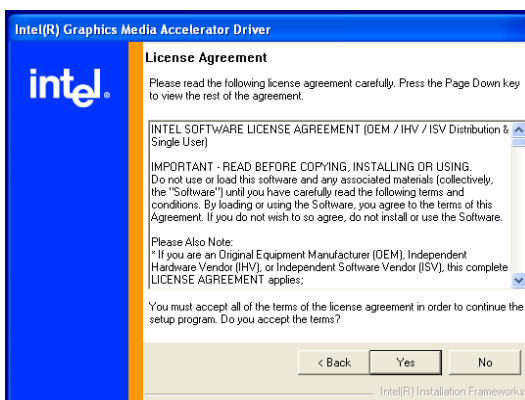 Intel(R) Graphics Media Accelerator Driver
intel.
License Agreement
Please read the following license agreement carefully. Press the Page Down key
to view the rest of the agreement.
INTEL SOFTWARE LICENSE AGREEMENT (OEM / IHV / ISV Distribution &
Single User)
IMPORTANT - READ BEFORE COPYING, INSTALLING OR USING.
Do not use or load this software and any associated materials (collectively,
the "Software") until you have carefully read the following terms and
conditions. By loading or using the Software, you agree to the terms of this
Agreement. If you do not wish to so agree, do not install or use the Software.
Please Also Note:
* If you are an Original Equipment Manufacturer (OEM), Independent
Hardware Vendor (IHV), or Independent Software Vendor (ISV), this complete
LICENSE AGREEMENT applies;
You must accept all of the terms of the license agreement in order to continue the
setup program. Do you accept the terms?
< Back
Yes
No
Intel(R) Installation Frameworks